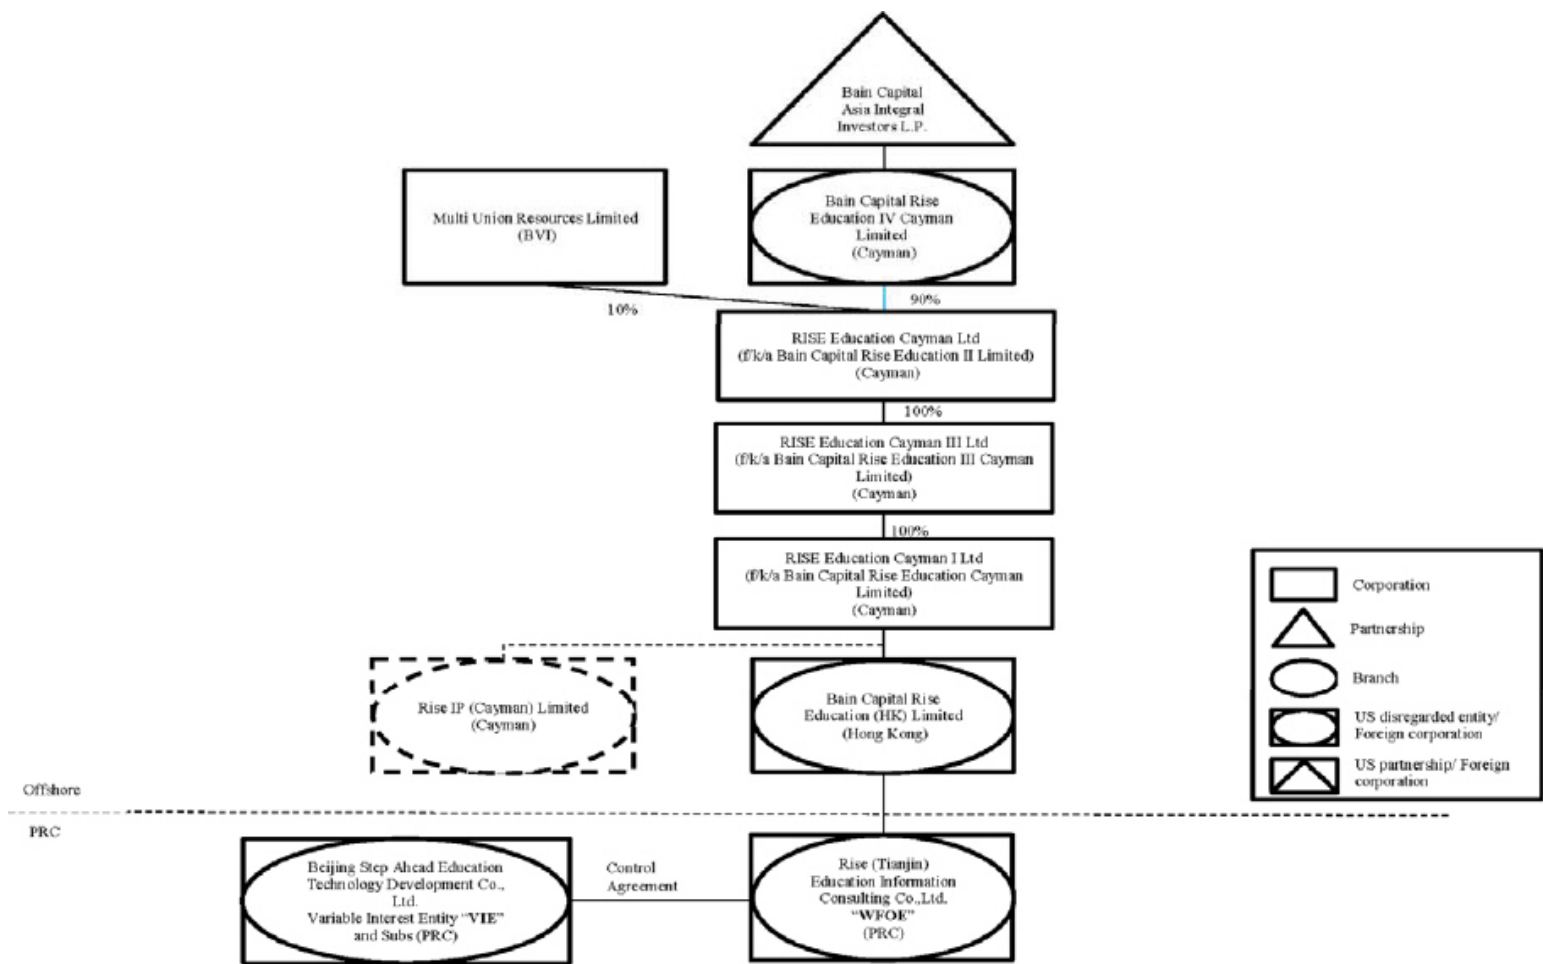 Bain Capital
Asia Integral
Investors L.P.
Multi Union Resources Limited
(BVI)
Bain Capital Rise
Education IV Cayman
Limited
(Cayman)
10%
90%
RISE Education Cayman Ltd
(f/k/a Bain Capital Rise Education II Limited)
(Cayman)
100%
RISE Education Cayman III Ltd
(f/k/a Bain Capital Rise Education III Cayman
Limited)
(Cayman)
100%
RISE Education Cayman I Ltd
(f/k/a Bain Capital Rise Education Cayman
Limited)
(Cayman)
Rise IP (Cayman) Limited
(Cayman)
Bain Capital Rise
Education (HK) Limited
(Hong Kong)
Corporation
Partnership
Branch
US disregarded entity/
Foreign corporation
US partnership/ Foreign
corporation
Offshore
PRC
Beijing Step Ahead Education
Technology Development Co.,
Ltd.
Variable Interest Entity “VIE”
and Subs (PRC)
Control
Agreement
Rise (Tianjin)
Education Information
Consulting Co.,Ltd.
“WFOE”
(PRC)